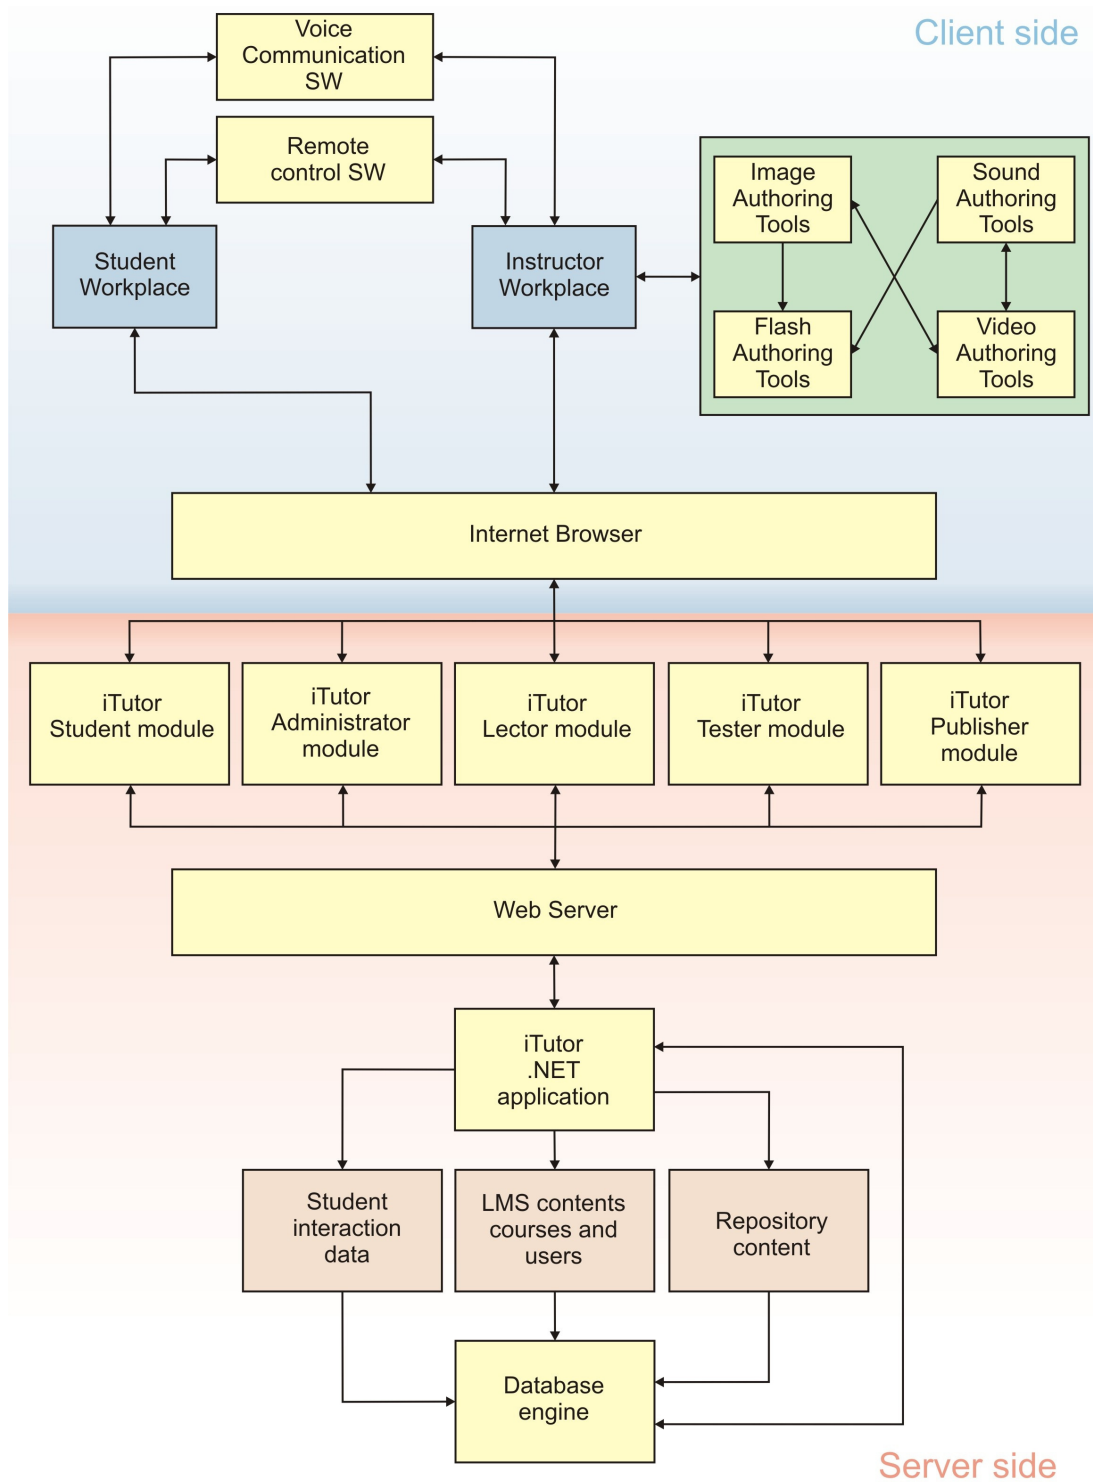 Client side
Voice
Communication
SW
Remote
control SW
Image
Authoring
Tools
Sound
Authoring
Tools
Student
Workplace
Instructor
Workplace
Flash
Authoring
Tools
Video
Authoring
Tools
Internet Browser
iTutor
Student module
iTutor
Administrator
module
iTutor
Lector module
iTutor
Tester module
iTutor
Publisher
module
Web Server
iTutor
.NET
application
Student
interaction
data
LMS contents
courses and
users
Repository
content
Database
engine
Server side